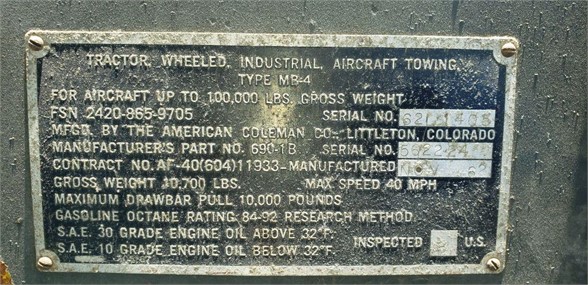 TRACTOR, WHEELED, INDUSTRIAL, AIRCRAFT TOWING,
TYPE MB-4
FOR AIRCRAFT UP TO 100,000 LBS. GROSS WEIGHT
FSN 2420-865-9705 SERIAL NO.
MFGD. BY THE AMERICAN COLEMAN CO., LITTLETON, COLORADO
MANUFACTURER'S PART NO. 690-1B SERIAL NO.
CONTRACT NO. AF-40(604)11933-MANUFACTURED
GROSS WEIGHT 10,700 LBS. MAX SPEED 40 MPH
MAXIMUM DRAWBAR PULL 10,000 POUNDS
GASOLINE OCTANE RATING 84-92 RESEARCH METHOD
S.A.E. 30 GRADE ENGINE OIL ABOVE 32°F.
S.A.E. 10 GRADE ENGINE OIL BELOW 32°F. INSPECTED U.S.